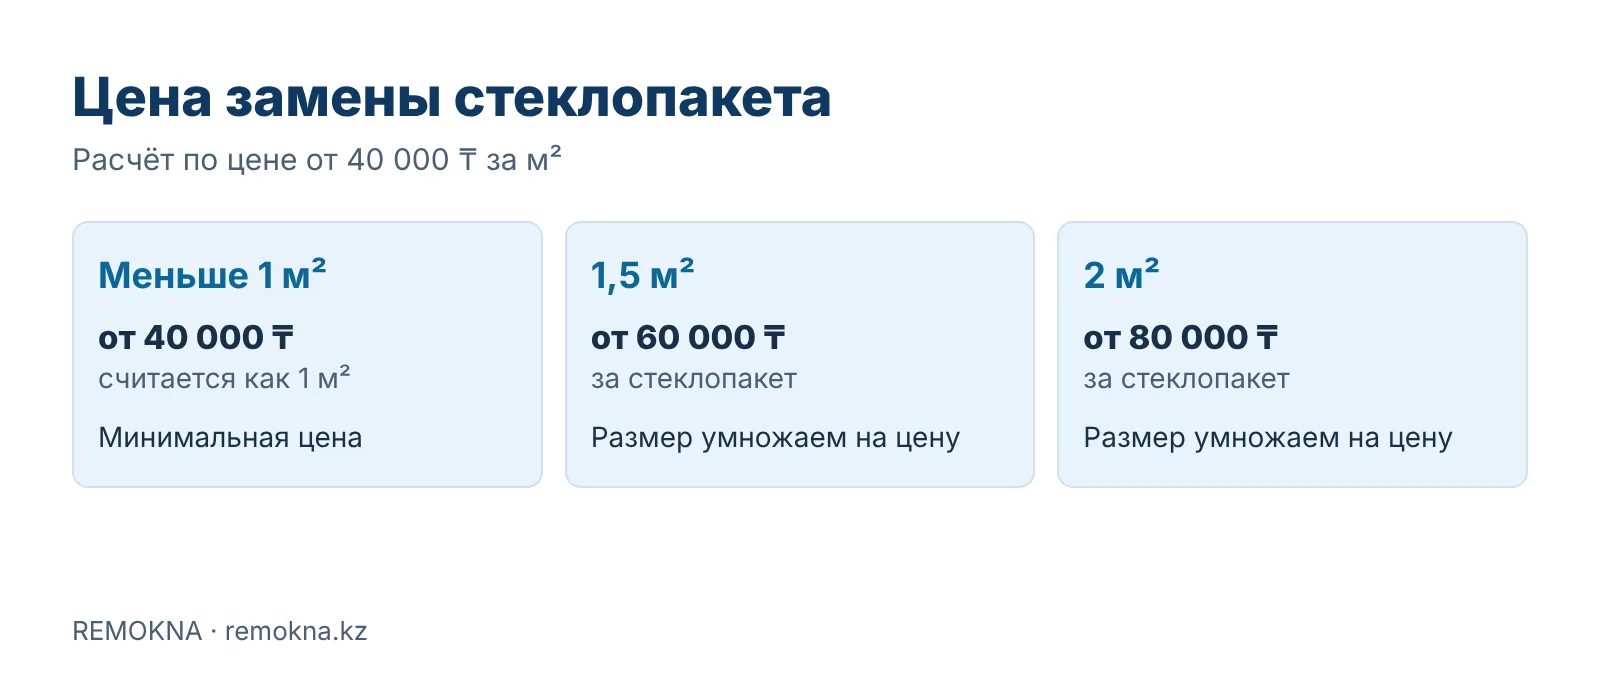 Цена замены стеклопакета
Расчёт по цене от 40 000 ₸ за м²
Меньше 1 м²
от 40 000 ₸
считается как 1 м²
Минимальная цена
1,5 м²
от 60 000 ₸
за стеклопакет
Размер умножаем на цену
2 м²
от 80 000 ₸
за стеклопакет
Размер умножаем на цену
REMOKNA · remokna.kz